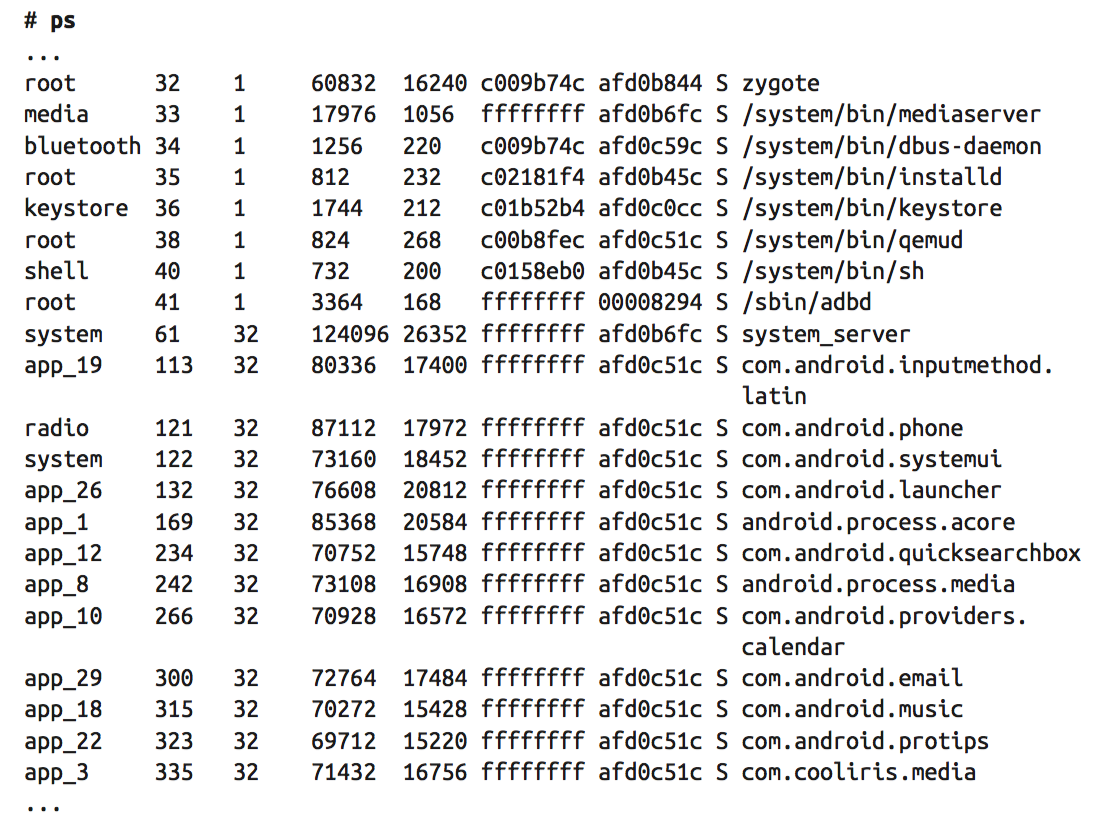 # ps
...
root      32    1     60832  16240 c009b74c afd0b844 S zygote
media     33    1     17976  1056  ffffffff afd0b6fc S /system/bin/mediaserver
bluetooth 34    1     1256   220   c009b74c afd0c59c S /system/bin/dbus-daemon
root      35    1     812    232   c02181f4 afd0b45c S /system/bin/installd
keystore  36    1     1744   212   c01b52b4 afd0c0cc S /system/bin/keystore
root      38    1     824    268   c00b8fec afd0c51c S /system/bin/qemud
shell     40    1     732    200   c0158eb0 afd0b45c S /system/bin/sh
root      41    1     3364   168   ffffffff 00008294 S /sbin/adbd
system    61    32    124096 26352 ffffffff afd0b6fc S system_server
app_19    113   32    80336  17400 ffffffff afd0c51c S com.android.inputmethod.
latin
radio     121   32    87112  17972 ffffffff afd0c51c S com.android.phone
system    122   32    73160  18452 ffffffff afd0c51c S com.android.systemui
app_26    132   32    76608  20812 ffffffff afd0c51c S com.android.launcher
app_1     169   32    85368  20584 ffffffff afd0c51c S android.process.acore
app_12    234   32    70752  15748 ffffffff afd0c51c S com.android.quicksearchbox
app_8     242   32    73108  16908 ffffffff afd0c51c S android.process.media
app_10    266   32    70928  16572 ffffffff afd0c51c S com.android.providers.
calendar
app_29    300   32    72764  17484 ffffffff afd0c51c S com.android.email
app_18    315   32    70272  15428 ffffffff afd0c51c S com.android.music
app_22    323   32    69712  15220 ffffffff afd0c51c S com.android.protips
app_3     335   32    71432  16756 ffffffff afd0c51c S com.cooliris.media
...